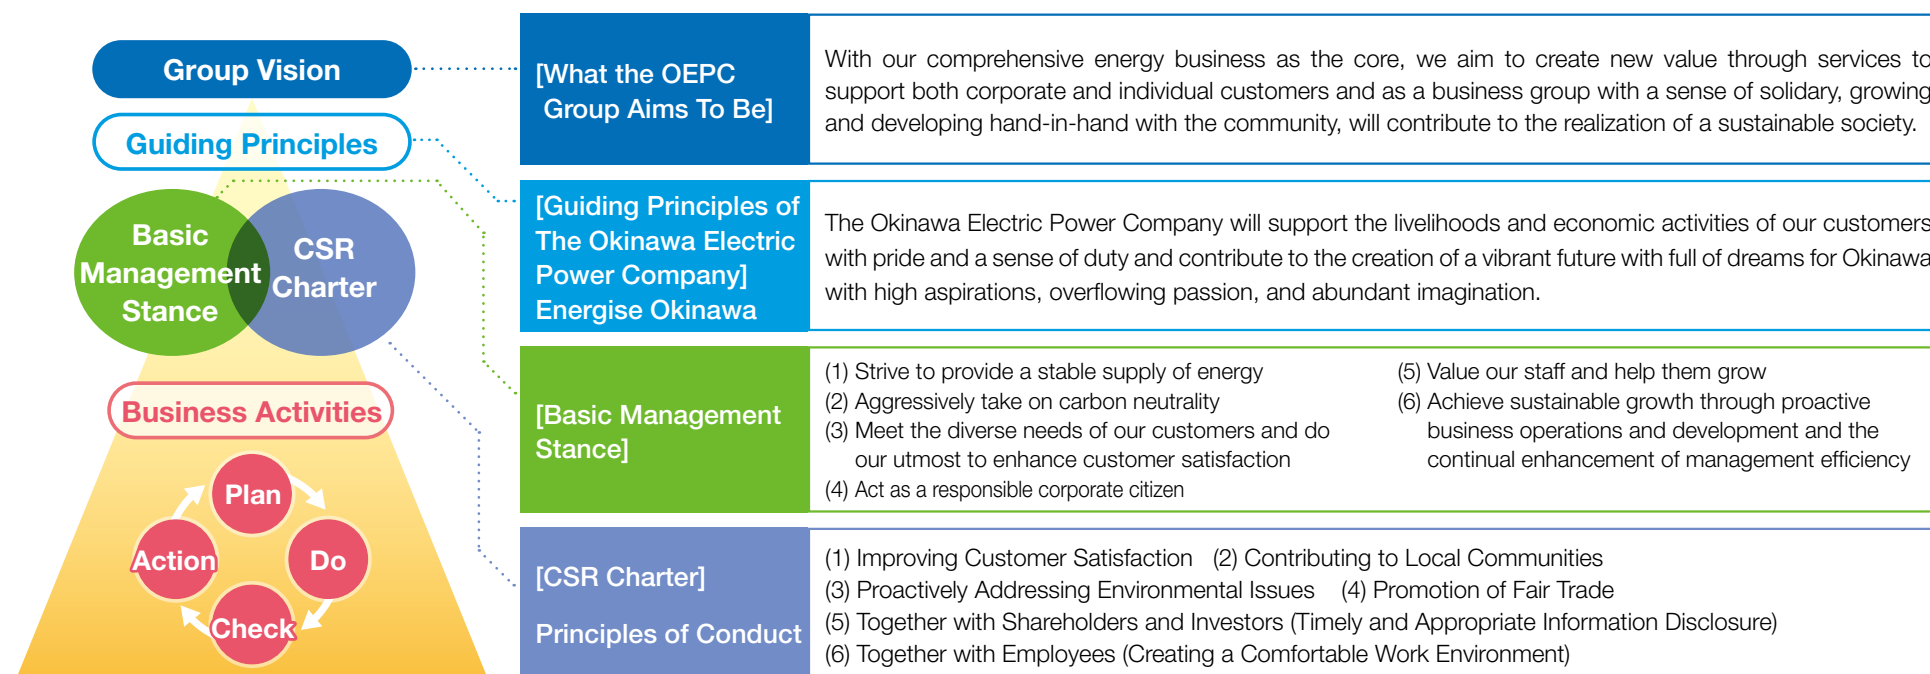 Group Vision
Guiding Principles
Basic
Management
Stance
CSR
Charter
Business Activities
Plan
Do
Check
Action
[What the OEPC
Group Aims To Be]
With our comprehensive energy business as the core, we aim to create new value through services to
support both corporate and individual customers and as a business group with a sense of solidary, growing
and developing hand-in-hand with the community, will contribute to the realization of a sustainable society.
[Guiding Principles of
The Okinawa Electric
Power Company]
Energise Okinawa
The Okinawa Electric Power Company will support the livelihoods and economic activities of our customers
with pride and a sense of duty and contribute to the creation of a vibrant future with full of dreams for Okinawa
with high aspirations, overflowing passion, and abundant imagination.
[Basic Management
Stance]
(1) Strive to provide a stable supply of energy
(2) Aggressively take on carbon neutrality
(3) Meet the diverse needs of our customers and do
our utmost to enhance customer satisfaction
(4) Act as a responsible corporate citizen
(5) Value our staff and help them grow
(6) Achieve sustainable growth through proactive
business operations and development and the
continual enhancement of management efficiency
[CSR Charter]
Principles of Conduct
(1) Improving Customer Satisfaction (2) Contributing to Local Communities
(3) Proactively Addressing Environmental Issues (4) Promotion of Fair Trade
(5) Together with Shareholders and Investors (Timely and Appropriate Information Disclosure)
(6) Together with Employees (Creating a Comfortable Work Environment)